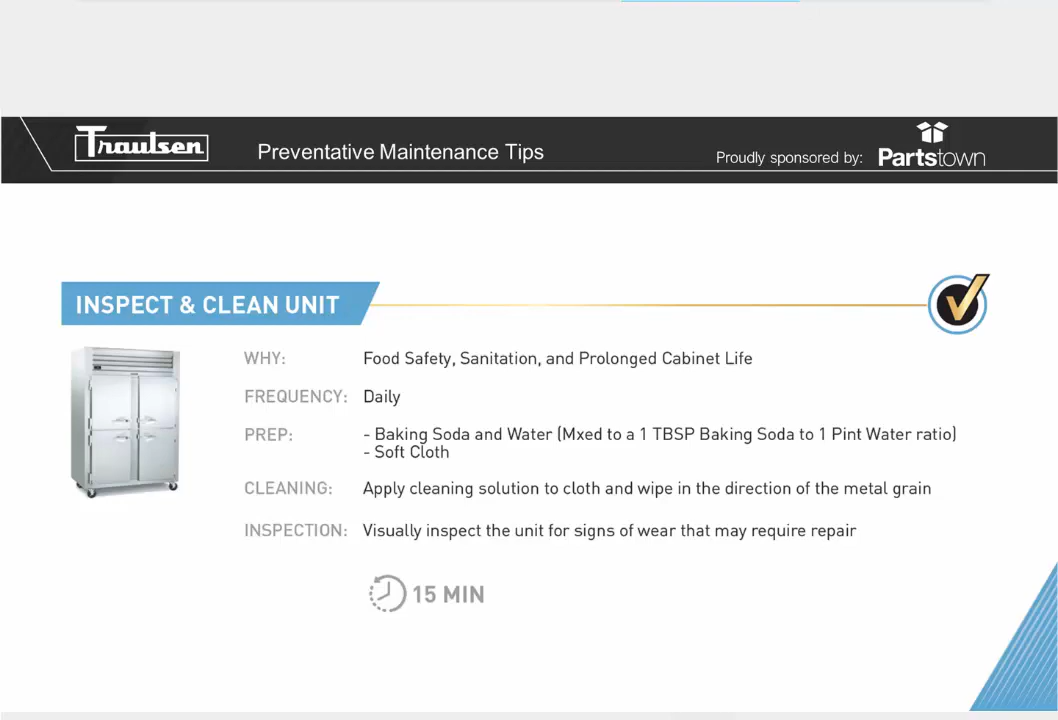 Traulsen
Preventative Maintenance Tips
Proudly sponsored by:
Partstown
INSPECT & CLEAN UNIT
WHY: Food Safety, Sanitation, and Prolonged Cabinet Life
FREQUENCY: Daily
PREP: - Baking Soda and Water (Mxed to a 1 TBSP Baking Soda to 1 Pint Water ratio)
- Soft Cloth
CLEANING: Apply cleaning solution to cloth and wipe in the direction of the metal grain
INSPECTION: Visually inspect the unit for signs of wear that may require repair
15 MIN